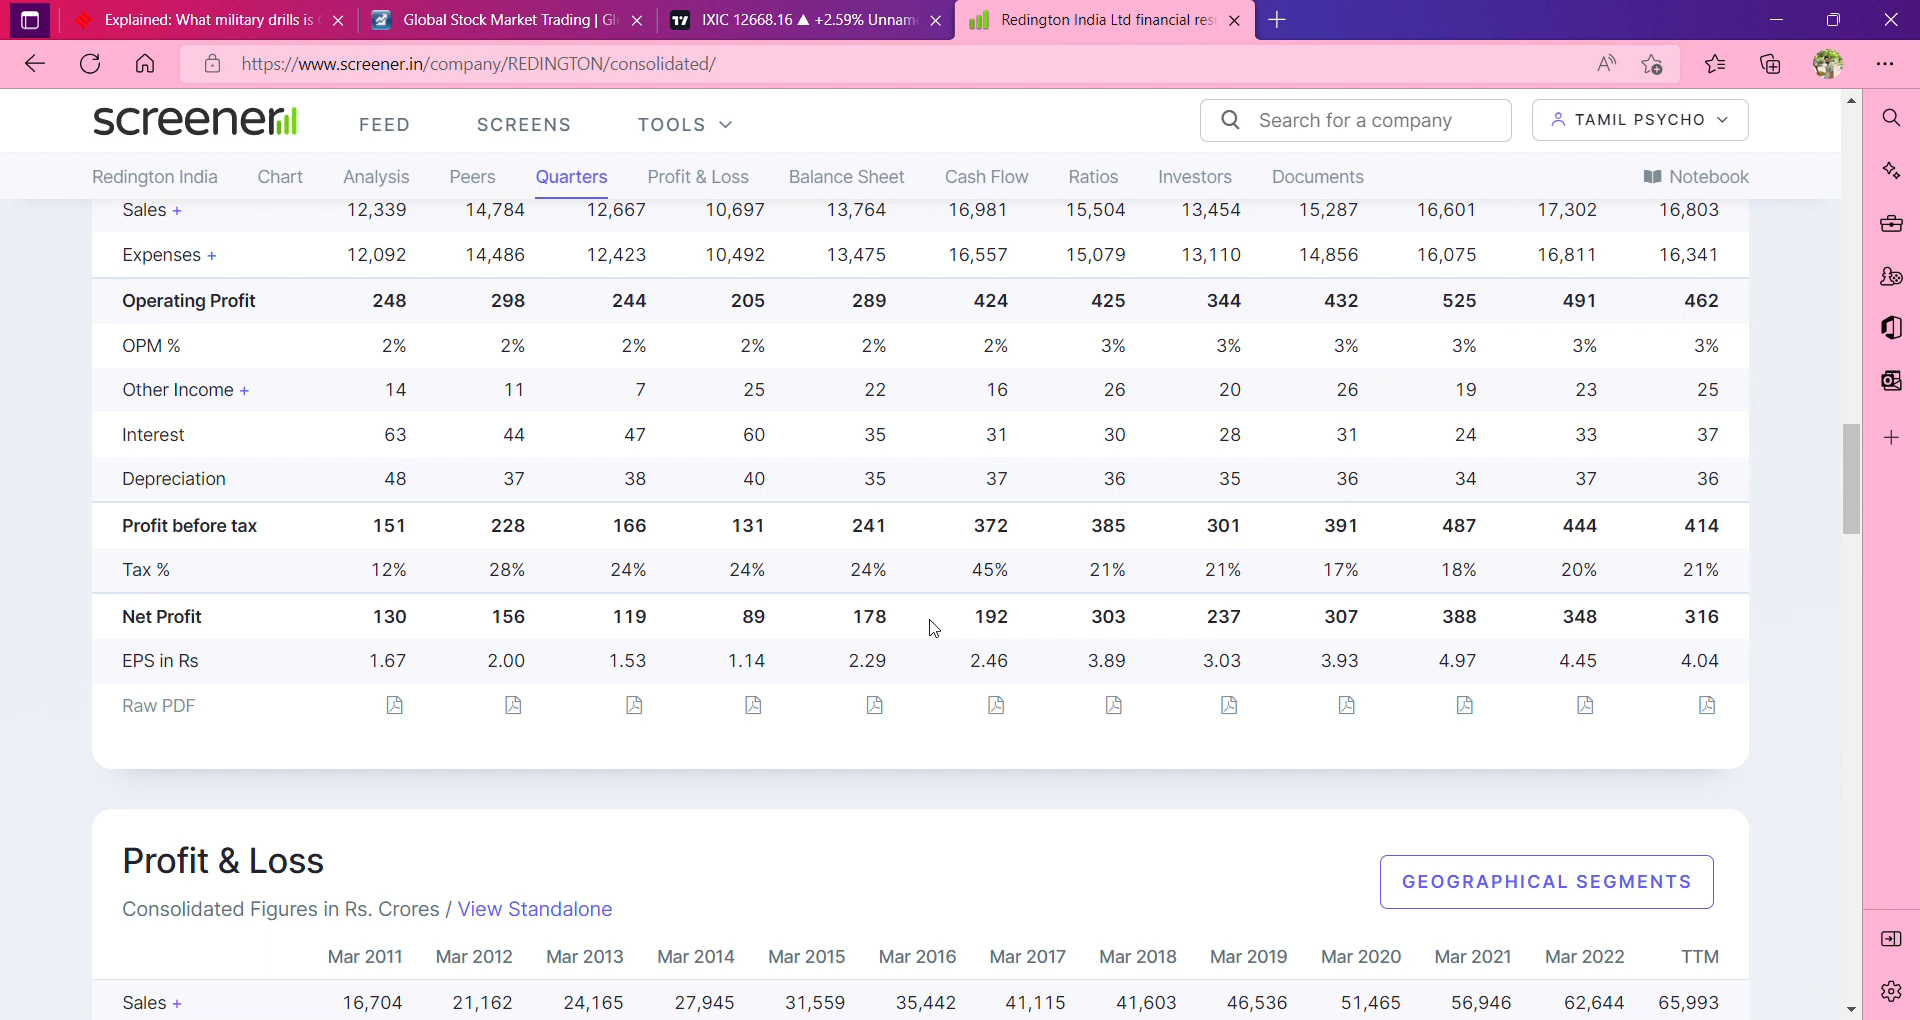 Explained: What military drills is
Global Stock Market Trading | Gl
IXIC 12668.16 ▲ +2.59% Unnam
Redington India Ltd financial res
https://www.screener.in/company/REDINGTON/consolidated/
screener
FEED
SCREENS
TOOLS
Search for a company
TAMIL PSYCHO
Redington India Chart Analysis Peers Quarters Profit & Loss Balance Sheet Cash Flow Ratios Investors Documents Notebook
Sales + 12,339 14,784 12,667 10,697 13,764 16,981 15,504 13,454 15,287 16,601 17,302 16,803
Expenses + 12,092 14,486 12,423 10,492 13,475 16,557 15,079 13,110 14,856 16,075 16,811 16,341
Operating Profit 248 298 244 205 289 424 425 344 432 525 491 462
OPM % 2% 2% 2% 2% 2% 2% 3% 3% 3% 3% 3% 3%
Other Income + 14 11 7 25 22 16 26 20 26 19 23 25
Interest 63 44 47 60 35 31 30 28 31 24 33 37
Depreciation 48 37 38 40 35 37 36 35 36 34 37 36
Profit before tax 151 228 166 131 241 372 385 301 391 487 444 414
Tax % 12% 28% 24% 24% 24% 45% 21% 21% 17% 18% 20% 21%
Net Profit 130 156 119 89 178 192 303 237 307 388 348 316
EPS in Rs 1.67 2.00 1.53 1.14 2.29 2.46 3.89 3.03 3.93 4.97 4.45 4.04
Raw PDF
Profit & Loss
GEOGRAPHICAL SEGMENTS
Consolidated Figures in Rs. Crores / View Standalone
Mar 2011 Mar 2012 Mar 2013 Mar 2014 Mar 2015 Mar 2016 Mar 2017 Mar 2018 Mar 2019 Mar 2020 Mar 2021 Mar 2022 TTM
Sales + 16,704 21,162 24,165 27,945 31,559 35,442 41,115 41,603 46,536 51,465 56,946 62,644 65,993